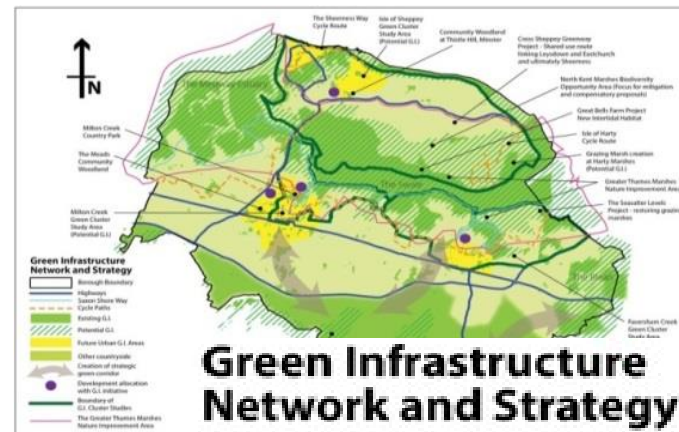 The Sheerness Way
Cycle Route
Isle of Sheppey
Green Cluster
Study Area
(Potential G.I.)
Community Woodland
at Thistle Hill, Minster
Cross Sheppey Greenway
Project - Shared use route
linking Leysdown and Eastchurch
and ultimately Sheerness
North Kent Marshes Biodiversity
Opportunity Area (Focus for mitigation
and compensatory proposals)
Great Bells Farm Project
New Intertidal Habitat
Isle of Harty
Cycle Route
Grazing Marsh creation
at Harty Marshes
(Potential G.I.)
Greater Thames Marshes
Nature Improvement Area
The Seasalter Levels
Project - restoring grazing
marshes
Faversham Creek
Green Cluster
Study Area
N
Milton Creek
Country Park
The Meads
Community
Woodland
Milton Creek
Green Cluster
Study Area
(Potential G.I.)
Green Infrastructure
Network and Strategy
Borough Boundary
Highways
Saxon Shore Way
Cycle Paths
Existing G.I.
Potential G.I.
Future Urban G.I. Areas
Other countryside
Creation of strategic
green corridor
Development allocation
with G.I. initiative
Boundary of
G.I. Cluster Studies
The Greater Thames Marshes
Nature Improvement Area
Green Infrastructure
Network and Strategy